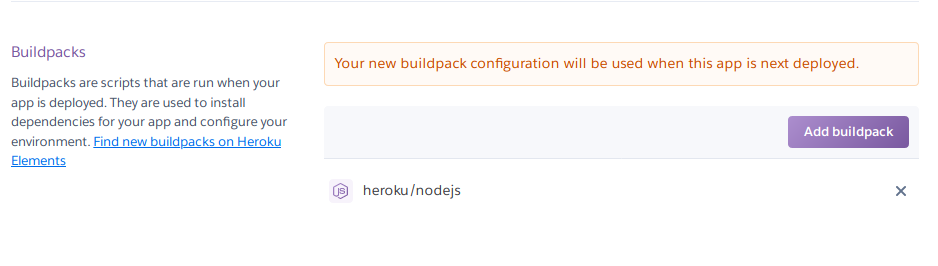 Buildpacks
Buildpacks are scripts that are run when your
app is deployed. They are used to install
dependencies for your app and configure your
environment. Find new buildpacks on Heroku
Elements
Your new buildpack configuration will be used when this app is next deployed.
Add buildpack
JS
heroku/nodejs